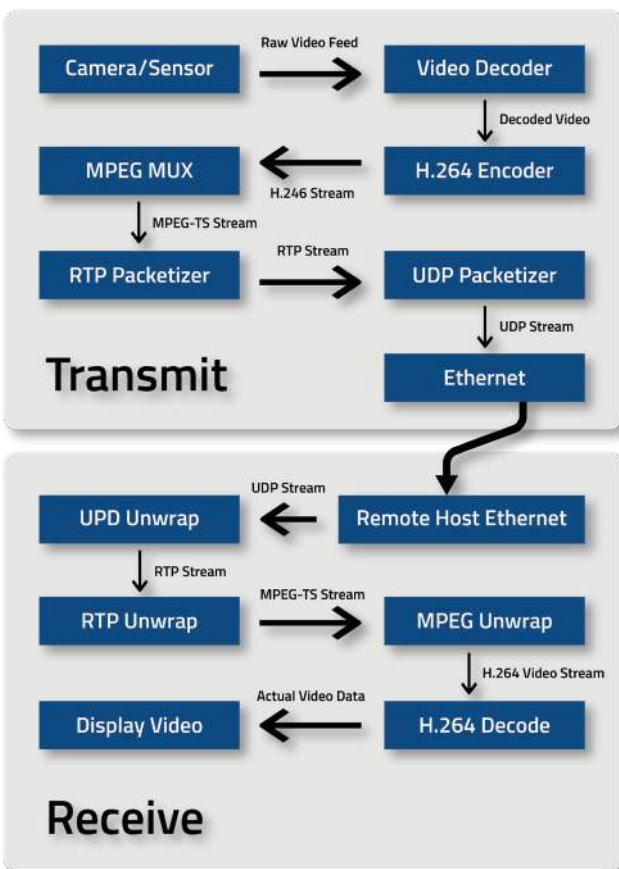 Camera/Sensor
Raw Video Feed
Video Decoder
Decoded Video
H.264 Encoder
H.246 Stream
MPEG MUX
MPEG-TS Stream
RTP Packetizer
RTP Stream
UDP Packetizer
UDP Stream
Ethernet
Transmit
Remote Host Ethernet
UDP Stream
UPD Unwrap
RTP Stream
RTP Unwrap
MPEG-TS Stream
MPEG Unwrap
H.264 Video Stream
H.264 Decode
Actual Video Data
Display Video
Receive